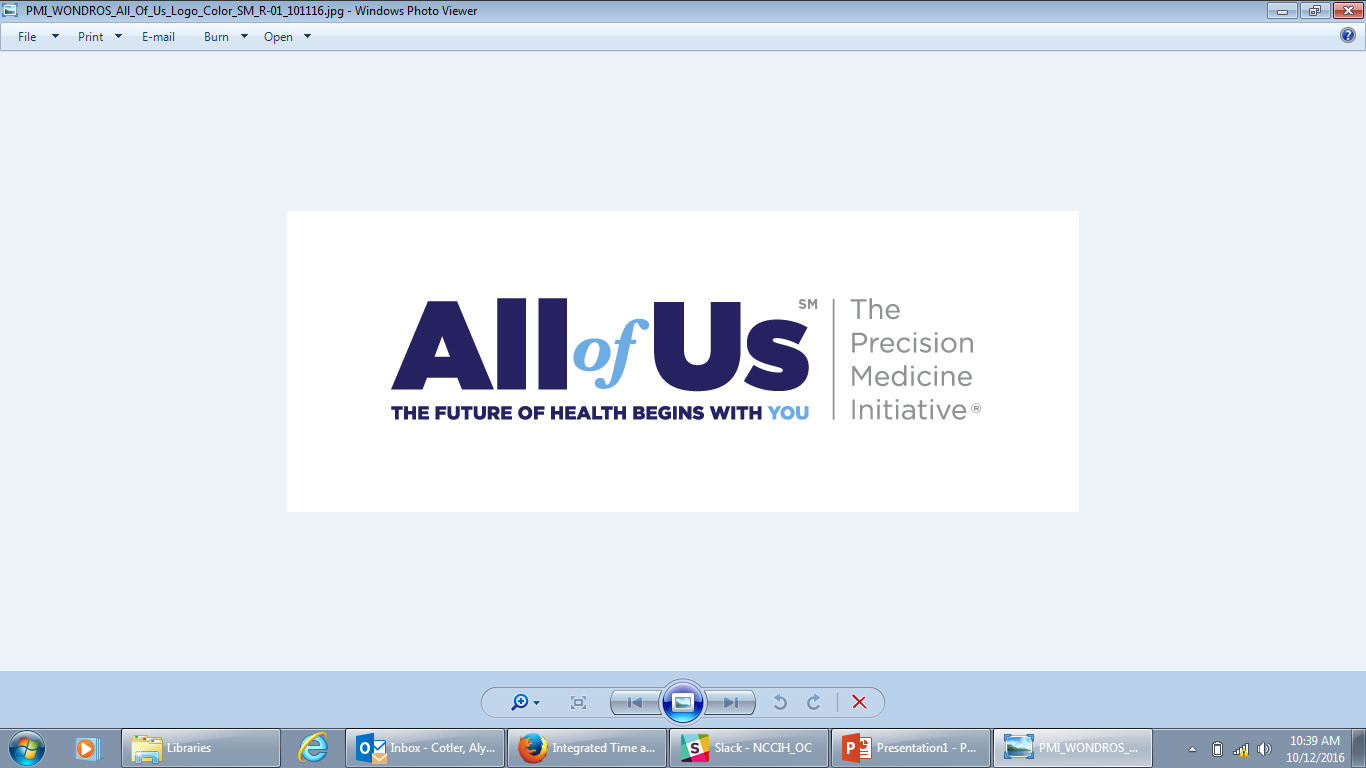 PMI_WONDROS_All_Of_Us_Logo_Color_SM_R-01_101116.jpg - Windows Photo Viewer
File Print E-mail Burn Open
All of Us SM
THE FUTURE OF HEALTH BEGINS WITH YOU
The
Precision
Medicine
Initiative®
Libraries
Inbox - Cotler, Aly...
Integrated Time a...
Slack - NCCIH_OC
Presentation1 - P...
PMI_WONDROS_...
10:39 AM
10/12/2016